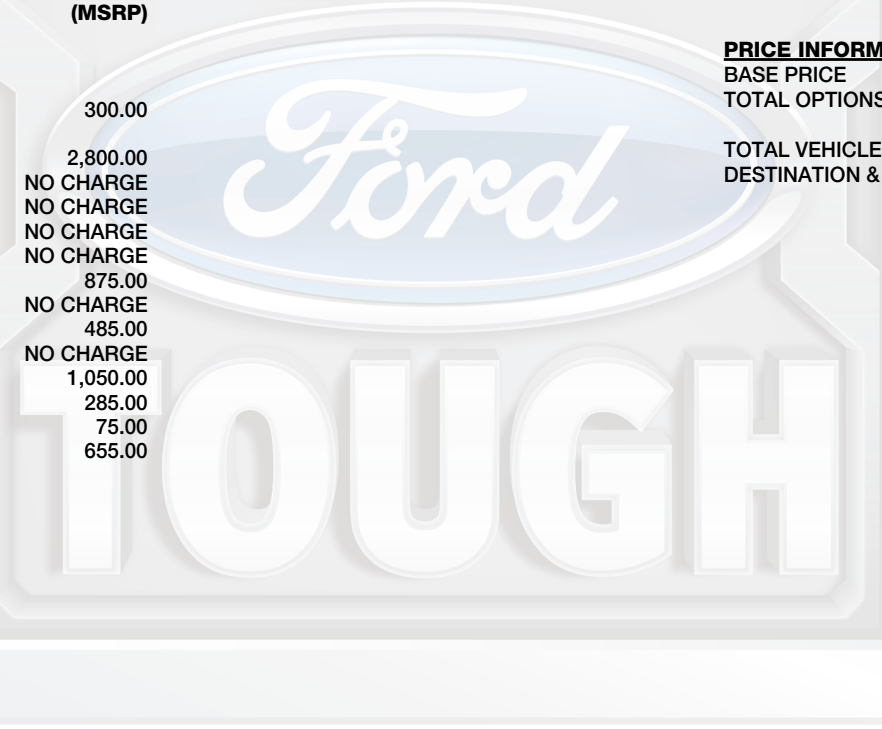 (MSRP)
300.00
2,800.00
NO CHARGE
NO CHARGE
NO CHARGE
NO CHARGE
875.00
NO CHARGE
485.00
NO CHARGE
1,050.00
285.00
75.00
655.00
PRICE INFORM
BASE PRICE
TOTAL OPTIONS
TOTAL VEHICLE
DESTINATION &
Ford
TOUGH